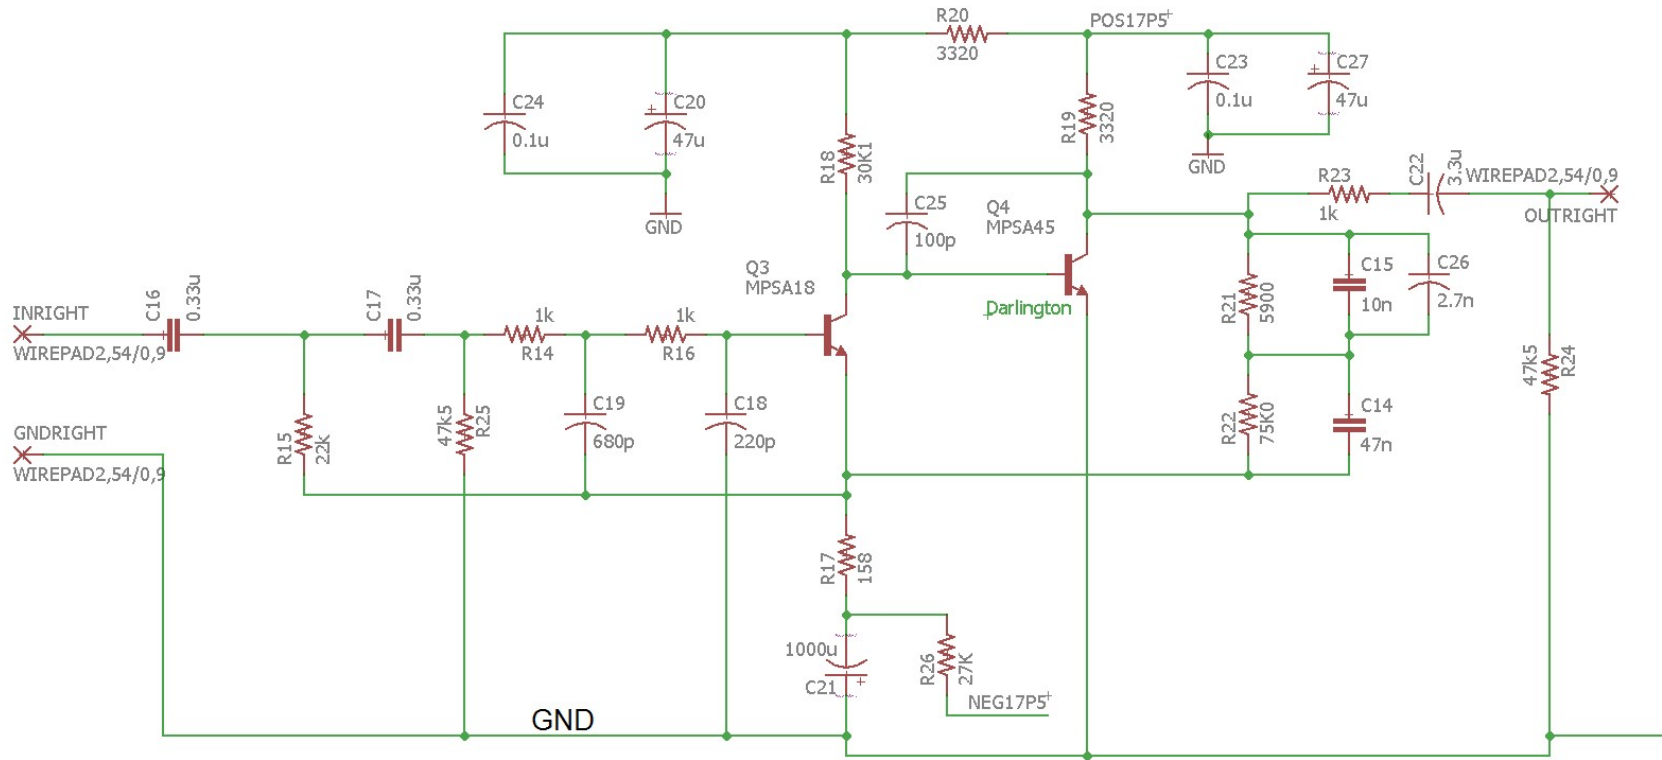 R20
3320
POS17P5
C24
0.1u
C20
47u
GND
R18
30K1
R19
3320
C23
0.1u
C27
47u
GND
C25
100p
Q4
MPSA45
Darlington
R23
1k
C22
3.3u
WIREPAD2,54/0,9
OUTRIGHT
Q3
MPSA18
INRIGHT
WIREPAD2,54/0,9
C16
0.33u
C17
0.33u
1k
R14
1k
R16
R21
5900
C15
10n
C26
2.7n
47k5
R24
GNDRIGHT
WIREPAD2,54/0,9
R15
22k
47k5
R25
C19
680p
C18
220p
R22
75K0
C14
47n
R17
158
1000u
C21
R26
27K
NEG17P5
GND